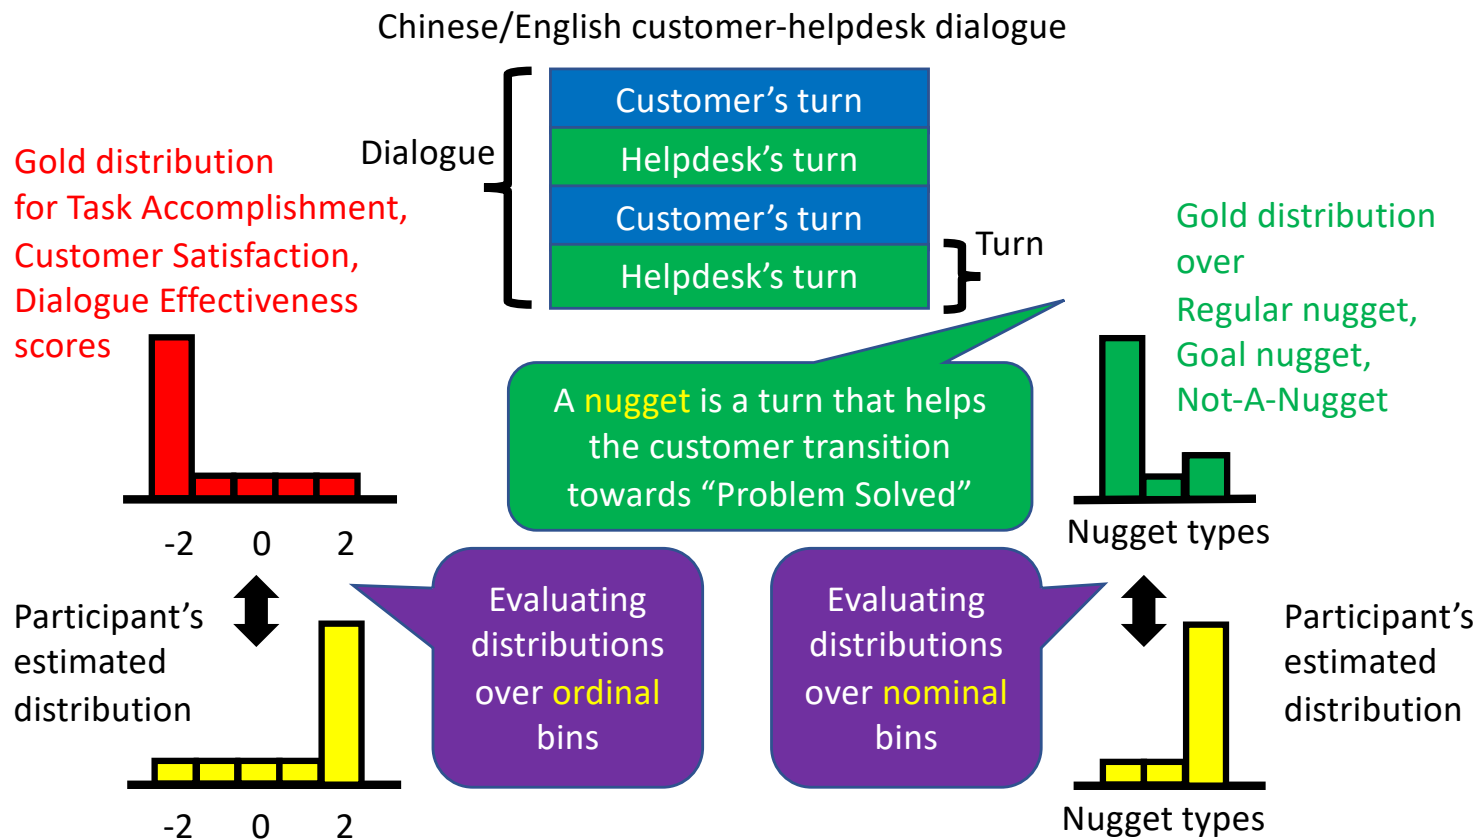 Chinese/English customer-helpdesk dialogue
Customer’s turn
Helpdesk’s turn
Customer’s turn
Helpdesk’s turn
Dialogue
Turn
Gold distribution
for Task Accomplishment,
Customer Satisfaction,
Dialogue Effectiveness
scores
-2 0 2
Gold distribution
over
Regular nugget,
Goal nugget,
Not-A-Nugget
Nugget types
A nugget is a turn that helps
the customer transition
towards “Problem Solved”
Participant’s
estimated
distribution
-2 0 2
Evaluating
distributions
over ordinal
bins
Evaluating
distributions
over nominal
bins
Participant’s
estimated
distribution
Nugget types